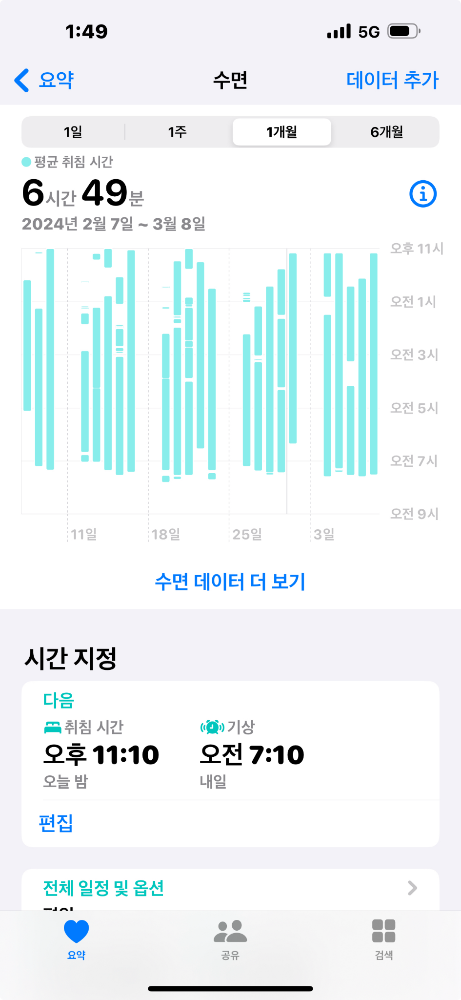 1:49 5G
요약 수면 데이터 추가
1일 1주 1개월 6개월
평균 취침 시간
6시간 49분
2024년 2월 7일 ~ 3월 8일
오후 11시
오전 1시
오전 3시
오전 5시
오전 7시
오전 9시
11일 18일 25일 3일
수면 데이터 더 보기
시간 지정
다음
취침 시간 기상
오후 11:10 오전 7:10
오늘 밤 내일
편집
전체 일정 및 옵션
요약 공유 검색